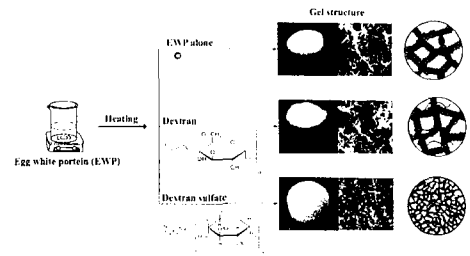 Gel structure
EWP alone
Heating
Dextran
Egg white portein (EWP)
Dextran sulfate